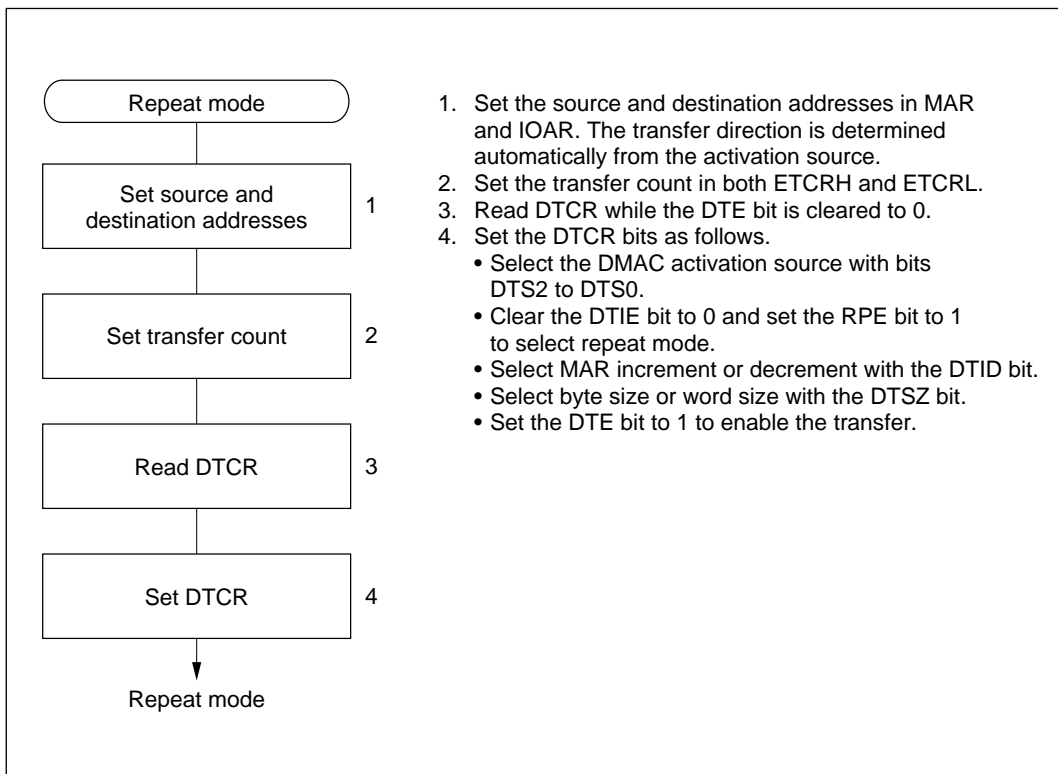 Repeat mode
Set source and
destination addresses
1
Set transfer count
2
Read DTCR
3
Set DTCR
4
Repeat mode
1. Set the source and destination addresses in MAR
and IOAR. The transfer direction is determined
automatically from the activation source.
2. Set the transfer count in both ETCRH and ETCRL.
3. Read DTCR while the DTE bit is cleared to 0.
4. Set the DTCR bits as follows.
• Select the DMAC activation source with bits
DTS2 to DTS0.
• Clear the DTIE bit to 0 and set the RPE bit to 1
to select repeat mode.
• Select MAR increment or decrement with the DTID bit.
• Select byte size or word size with the DTSZ bit.
• Set the DTE bit to 1 to enable the transfer.